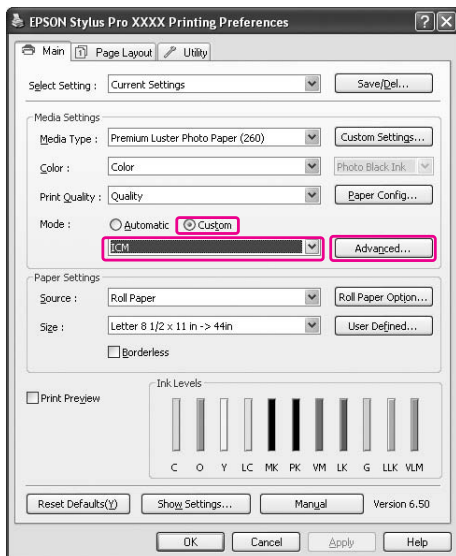 EPSON Stylus Pro XXXX Printing Preferences
Main Page Layout Utility
Select Setting : Current Settings Save/Del...
Media Settings
Media Type : Premium Luster Photo Paper (260) Custom Settings...
Color : Color Photo Black Ink
Print Quality : Quality Paper Config...
Mode : Automatic Custom
ICM Advanced...
Paper Settings
Source : Roll Paper Roll Paper Option...
Size : Letter 8 1/2 x 11 in -> 44in User Defined...
Borderless
Print Preview Ink Levels
C O Y LC MK PK VM LK G LLK VLM
Reset Defaults(Y) Show Settings... Manual Version 6.50
OK Cancel Apply Help